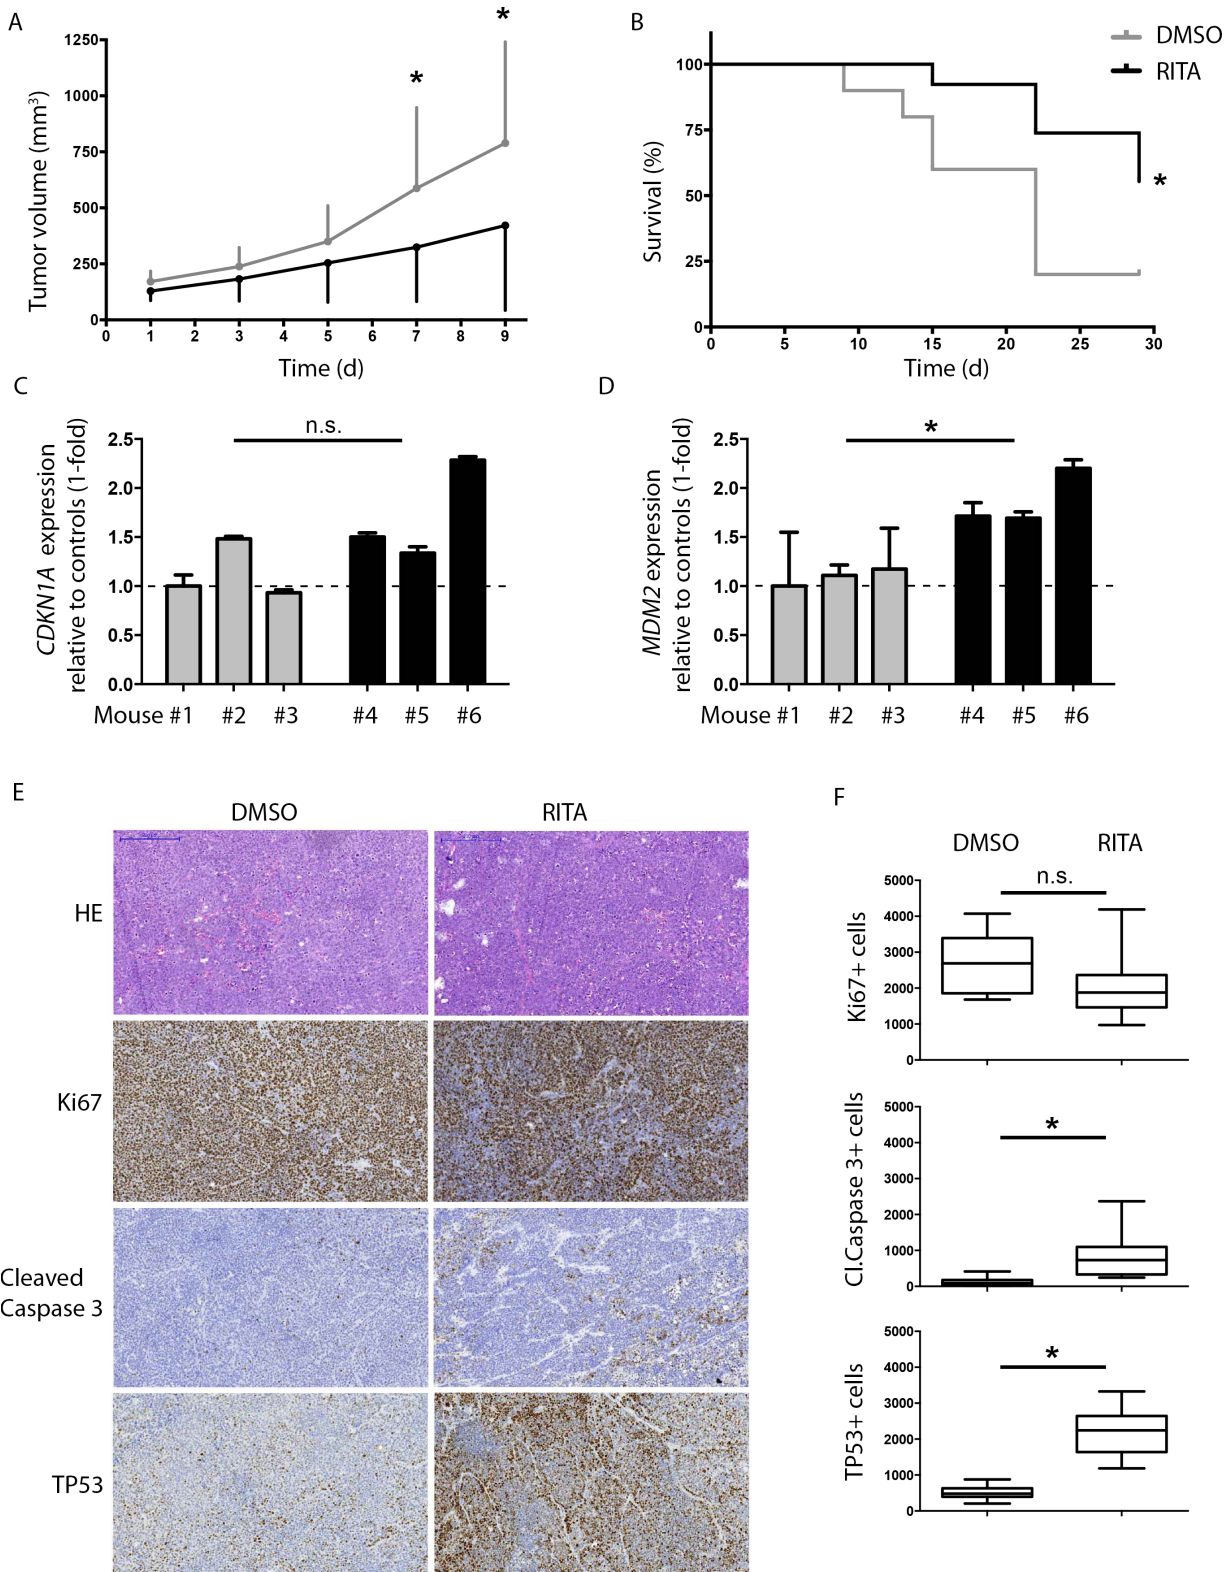 A
Tumor volume (mm³)
1250
1000
750
500
250
0
0 1 2 3 4 5 6 7 8 9
Time (d)
*
*
B
DMSO
RITA
Survival (%)
100
75
50
25
0
0 5 10 15 20 25 30
Time (d)
*
C
CDKN1A expression
relative to controls (1-fold)
n.s.
2.5
2.0
1.5
1.0
0.5
0.0
Mouse #1 #2 #3 #4 #5 #6
D
MDM2 expression
relative to controls (1-fold)
*
2.5
2.0
1.5
1.0
0.5
0.0
Mouse #1 #2 #3 #4 #5 #6
E
DMSO RITA
HE
Ki67
Cleaved
Caspase 3
TP53
F
DMSO RITA
n.s.
Ki67+ cells
5000
4000
3000
2000
1000
0
*
Cl.Caspase 3+ cells
5000
4000
3000
2000
1000
0
*
TP53+ cells
5000
4000
3000
2000
1000
0